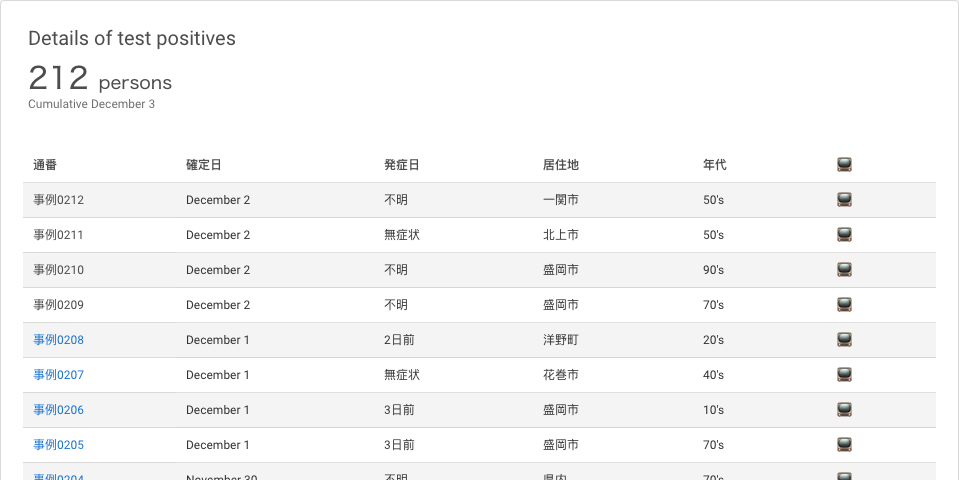 Details of test positives
212 persons
Cumulative December 3
通番 確定日 発症日 居住地 年代
事例0212 December 2 不明 一関市 50's
事例0211 December 2 無症状 北上市 50's
事例0210 December 2 不明 盛岡市 90's
事例0209 December 2 不明 盛岡市 70's
事例0208 December 1 2日前 洋野町 20's
事例0207 December 1 無症状 花巻市 40's
事例0206 December 1 3日前 盛岡市 10's
事例0205 December 1 3日前 盛岡市 70's
事例0204 November 30 不明 県内 70's